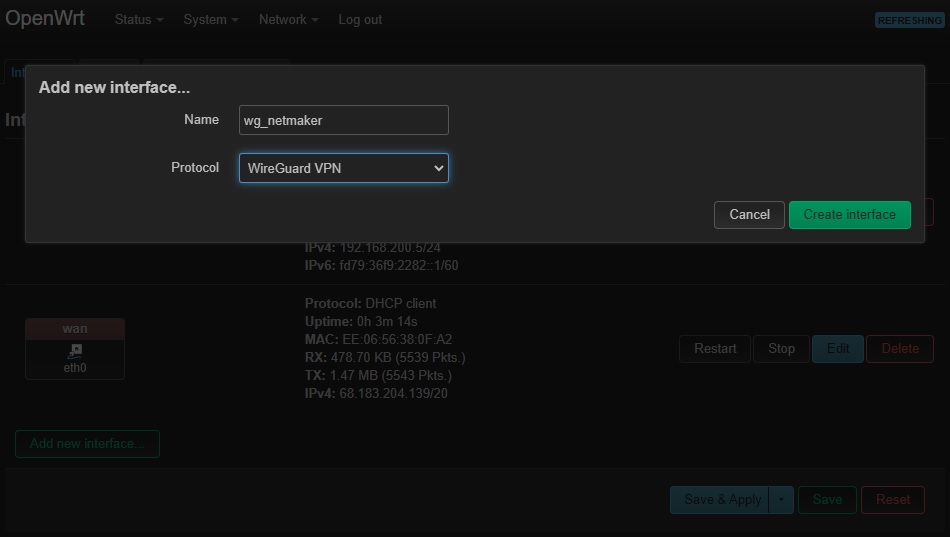 OpenWrt Status System Network Log out REFRESHING
Int
Add new interface...
Name wg_netmaker
Protocol WireGuard VPN
Int
Cancel Create interface
IPv4: 192.168.200.5/24
IPv6: fd79:36f9:2282::1/60
Protocol: DHCP client
wan
Uptime: 0h 3m 14s
MAC: EE:06:56:38:0F:A2
Restart Stop Edit Delete
RX: 478.70 KB (5539 Pkts.)
eth0
TX: 1.47 MB (5543 Pkts.)
IPv4: 68.183.204.139/20
Add new interface...
Save & Apply Save Reset